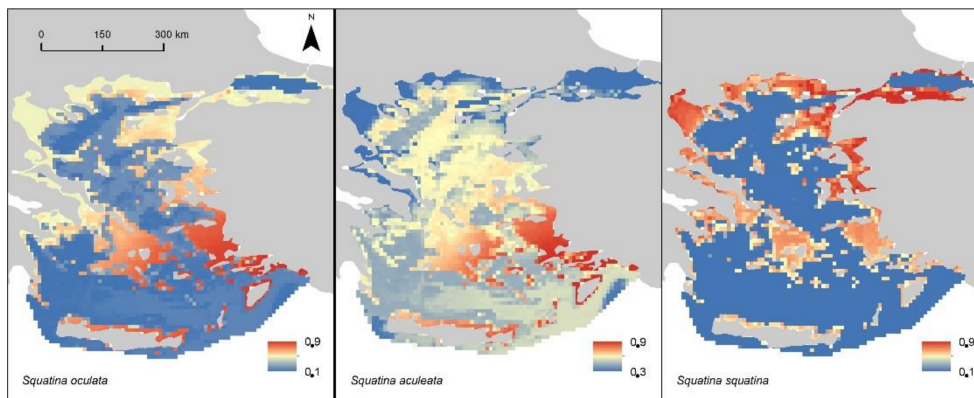 0 150 300 km
N
0.9
0.1
Squatina oculata
0.9
0.3
Squatina aculeata
0.9
0.1
Squatina squatina